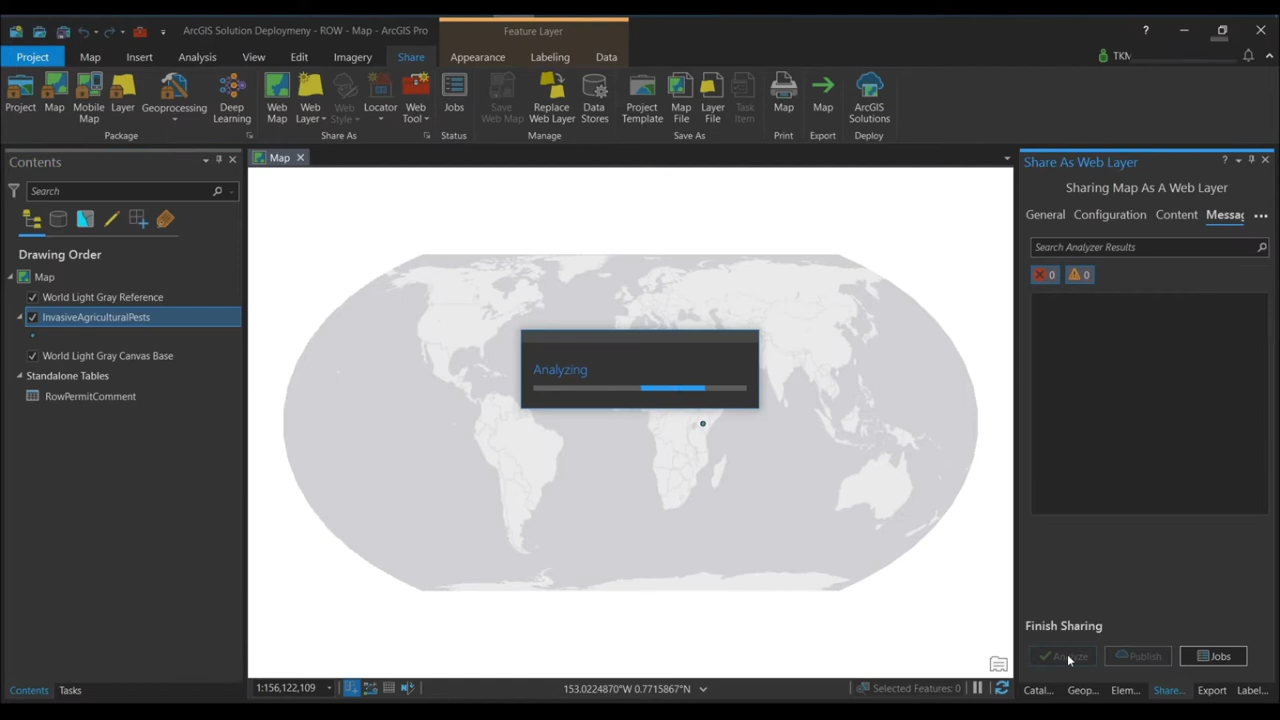 ArcGIS Solution Deploymeny - ROW - Map - ArcGIS Pro
Feature Layer
?
TKM
Project
Map
Insert
Analysis
View
Edit
Imagery
Share
Appearance
Labeling
Data
Project
Map
Mobile Map
Layer
Geoprocessing
Deep Learning
Package
Web Map
Web Layer
Web Style
Locator
Web Tool
Share As
Jobs
Status
Save Web Map
Replace Web Layer
Data Stores
Manage
Project Template
Map File
Layer File
Task Item
Save As
Map
Print
Map
Export
ArcGIS Solutions
Deploy
Contents
Search
Drawing Order
Map
World Light Gray Reference
InvasiveAgriculturalPests
World Light Gray Canvas Base
Standalone Tables
RowPermitComment
Contents
Tasks
Map
Analyzing
1:156,122,109
153.0224870°W 0.7715867°N
Selected Features: 0
Share As Web Layer
?
Sharing Map As A Web Layer
General
Configuration
Content
Messag
Search Analyzer Results
0
0
Finish Sharing
Analyze
Publish
Jobs
Catal...
Geop...
Elem...
Share...
Export
Label...